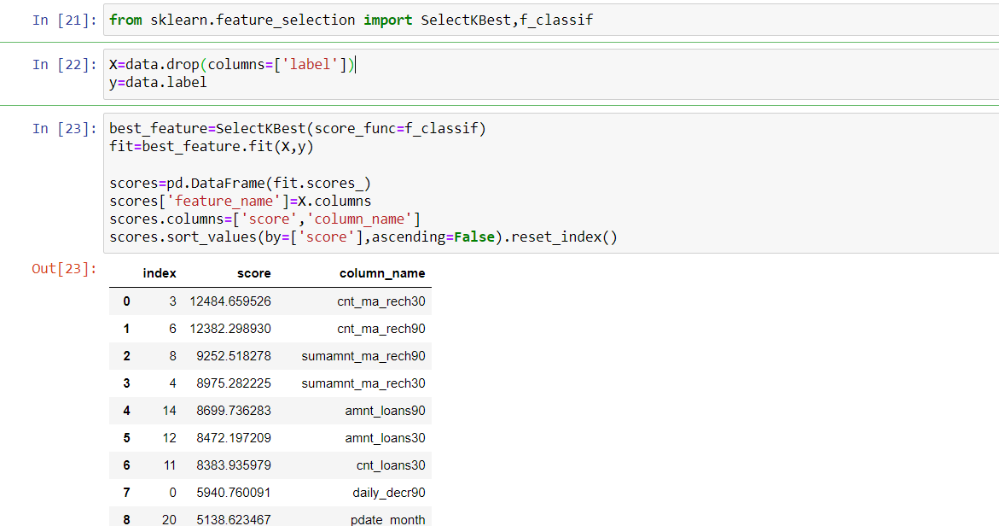 In [21]: from sklearn.feature_selection import SelectKBest,f_classif
In [22]: X=data.drop(columns=['label'])
y=data.label
In [23]: best_feature=SelectKBest(score_func=f_classif)
fit=best_feature.fit(X,y)
scores=pd.DataFrame(fit.scores_)
scores['feature_name']=X.columns
scores.columns=['score','column_name']
scores.sort_values(by=['score'],ascending=False).reset_index()
Out[23]:
index score column_name
0 3 12484.659526 cnt_ma_rech30
1 6 12382.298930 cnt_ma_rech90
2 8 9252.518278 sumamnt_ma_rech90
3 4 8975.282225 sumamnt_ma_rech30
4 14 8699.736283 amnt_loans90
5 12 8472.197209 amnt_loans30
6 11 8383.935979 cnt_loans30
7 0 5940.760091 daily_decr90
8 20 5138.623467 pdate_month